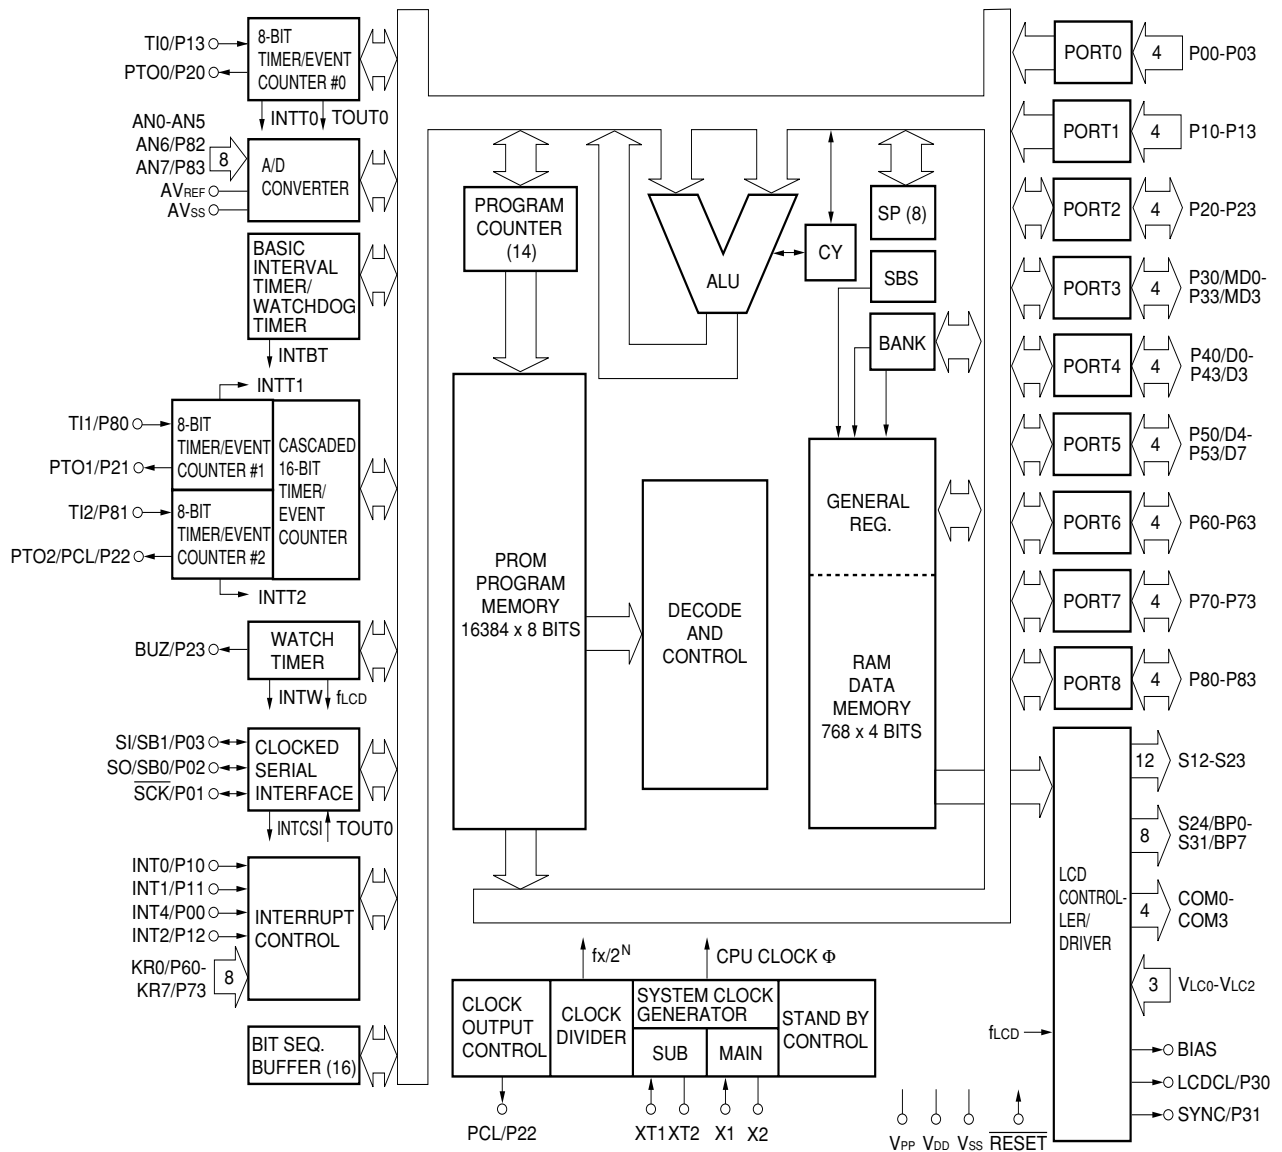 TI0/P13
PTO0/P20
8-BIT
TIMER/EVENT
COUNTER #0
INTT0
TOUT0
AN0-AN5
AN6/P82
AN7/P83
8
AVREF
AVSS
A/D
CONVERTER
BASIC
INTERVAL
TIMER/
WATCHDOG
TIMER
INTBT
INTT1
TI1/P80
PTO1/P21
8-BIT
TIMER/EVENT
COUNTER #1
TI2/P81
PTO2/PCL/P22
8-BIT
TIMER/EVENT
COUNTER #2
CASCADED
16-BIT
TIMER/
EVENT
COUNTER
INTT2
BUZ/P23
WATCH
TIMER
INTW
fLCD
SI/SB1/P03
SO/SB0/P02
SCK/P01
CLOCKED
SERIAL
INTERFACE
INTCSI
TOUT0
INT0/P10
INT1/P11
INT4/P00
INT2/P12
KR0/P60-
KR7/P73
8
INTERRUPT
CONTROL
BIT SEQ.
BUFFER (16)
PROGRAM
COUNTER
(14)
ALU
CY
SP (8)
SBS
BANK
PROM
PROGRAM
MEMORY
16384 x 8 BITS
DECODE
AND
CONTROL
GENERAL
REG.
RAM
DATA
MEMORY
768 x 4 BITS
fx/2N
CPU CLOCK Φ
CLOCK
OUTPUT
CONTROL
CLOCK
DIVIDER
SYSTEM CLOCK
GENERATOR
SUB
MAIN
STAND BY
CONTROL
PCL/P22
XT1
XT2
X1
X2
VPP
VDD
VSS
RESET
PORT0
4
P00-P03
PORT1
4
P10-P13
PORT2
4
P20-P23
PORT3
4
P30/MD0-
P33/MD3
PORT4
4
P40/D0-
P43/D3
PORT5
4
P50/D4-
P53/D7
PORT6
4
P60-P63
PORT7
4
P70-P73
PORT8
4
P80-P83
LCD
CONTROL-
LER/
DRIVER
12
S12-S23
8
S24/BP0-
S31/BP7
4
COM0-
COM3
3
VLC0-VLC2
fLCD
BIAS
LCDCL/P30
SYNC/P31